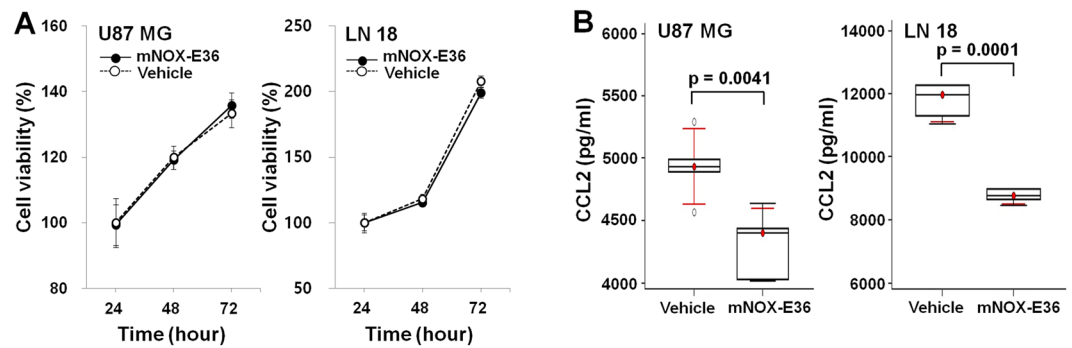 A
U87 MG
mNOX-E36
Vehicle
Cell viability (%)
160
140
120
100
80
24 48 72
Time (hour)
LN 18
mNOX-E36
Vehicle
Cell viability (%)
250
200
150
100
50
24 48 72
Time (hour)
B
U87 MG
p = 0.0041
CCL2 (pg/ml)
6000
5500
5000
4500
4000
Vehicle mNOX-E36
LN 18
p = 0.0001
CCL2 (pg/ml)
14000
12000
10000
8000
6000
Vehicle mNOX-E36